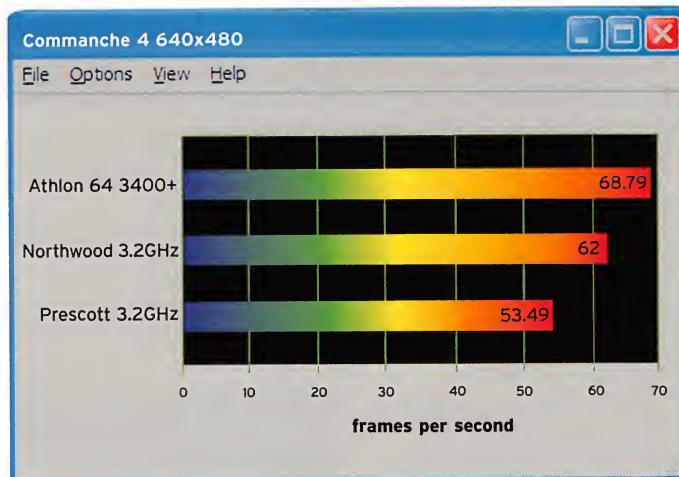 Commanche 4 640x480
File Options View Help
Athlon 64 3400+ 68.79
Northwood 3.2GHz 62
Prescott 3.2GHz 53.49
0 10 20 30 40 50 60 70
frames per second